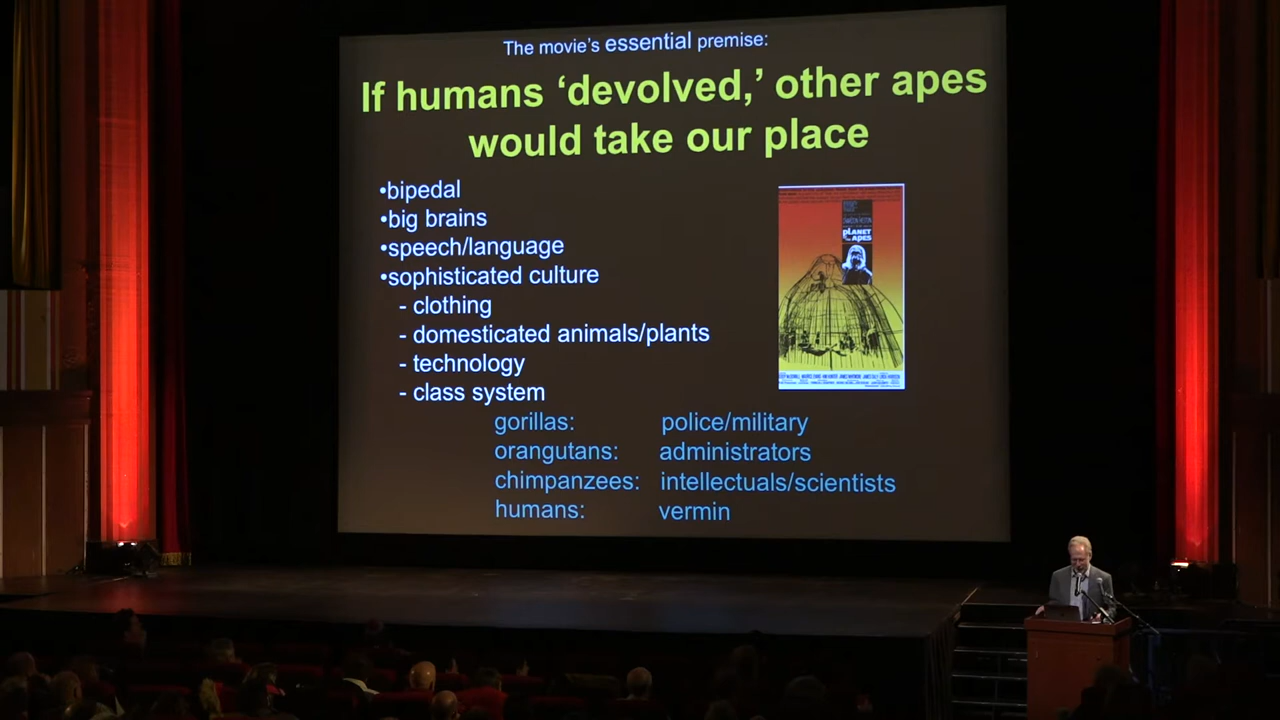 The movie's essential premise:
If humans ‘devolved,’ other apes
would take our place
•bipedal
•big brains
•speech/language
•sophisticated culture
- clothing
- domesticated animals/plants
- technology
- class system
gorillas: police/military
orangutans: administrators
chimpanzees: intellectuals/scientists
humans: vermin
PLANET
APES